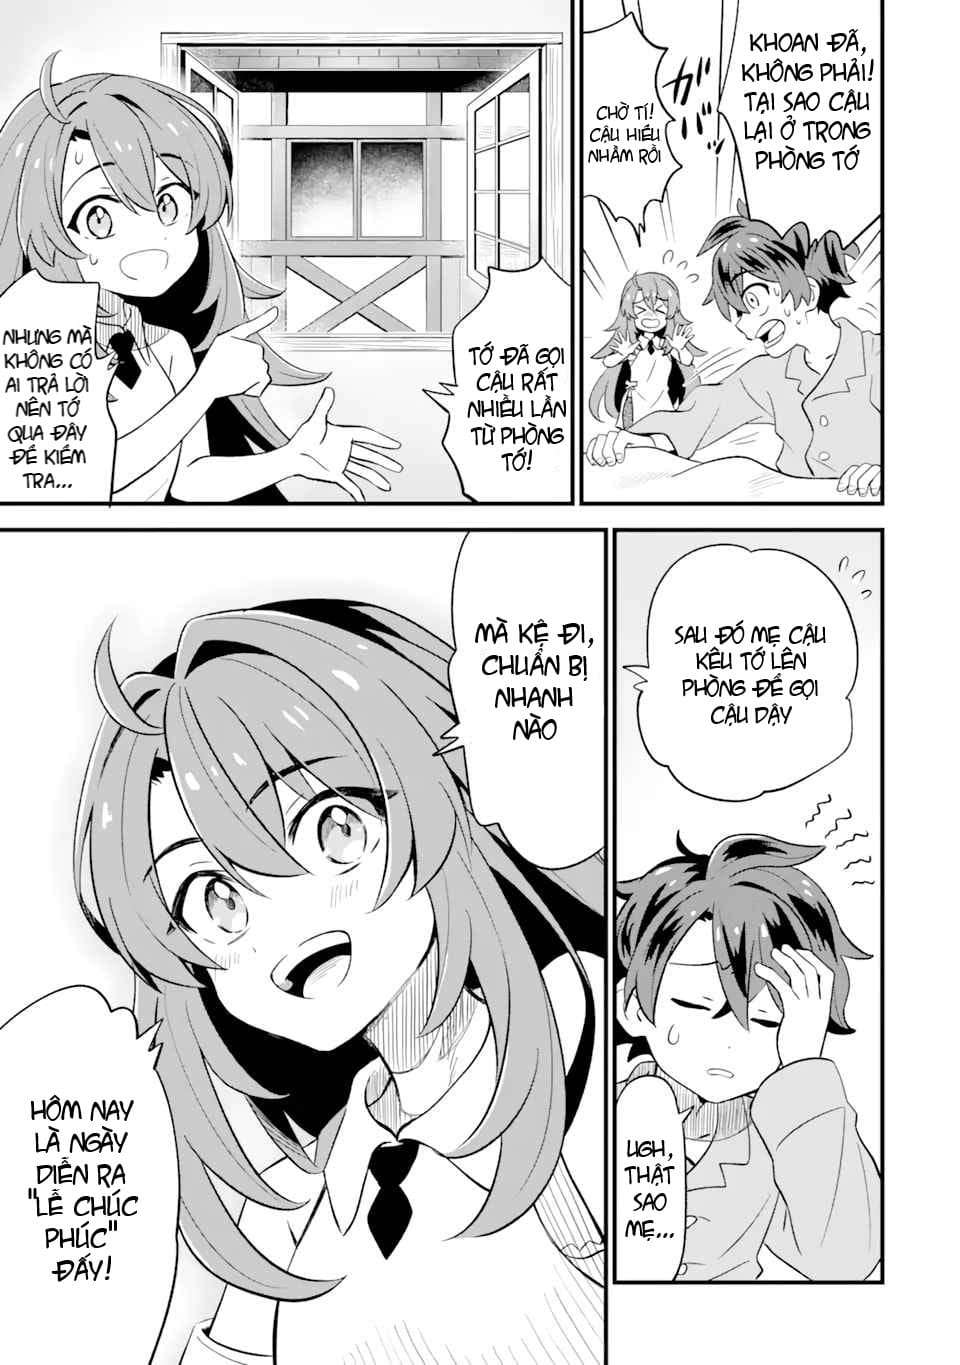 KHOAN ĐÃ,
KHÔNG PHẢI!
TẠI SAO CẬU
LẠI Ở TRONG
PHÒNG TỚ
ガバッ
CHỜ TÍ!
CẬU HIỂU
NHẦM RỒI
TỚ ĐÃ GỌI
CẬU RẤT
NHIỀU LẦN
TỪ PHÒNG
TỚ!
NHƯNG MÀ
KHÔNG CÓ
AI TRẢ LỜI
NÊN TỚ
QUA ĐÂY
ĐỂ KIỂM
TRA...
SAU ĐÓ MẸ CẬU
KÊU TỚ LÊN
PHÒNG ĐỂ GỌI
CẬU DẬY
UGH,
THẬT
SAO
MẸ...
MÀ KỆ ĐI,
CHUẨN BỊ
NHANH
NÀO
HÔM NAY
LÀ NGÀY
DIỄN RA
"LỄ CHÚC
PHÚC"
ĐẤY!